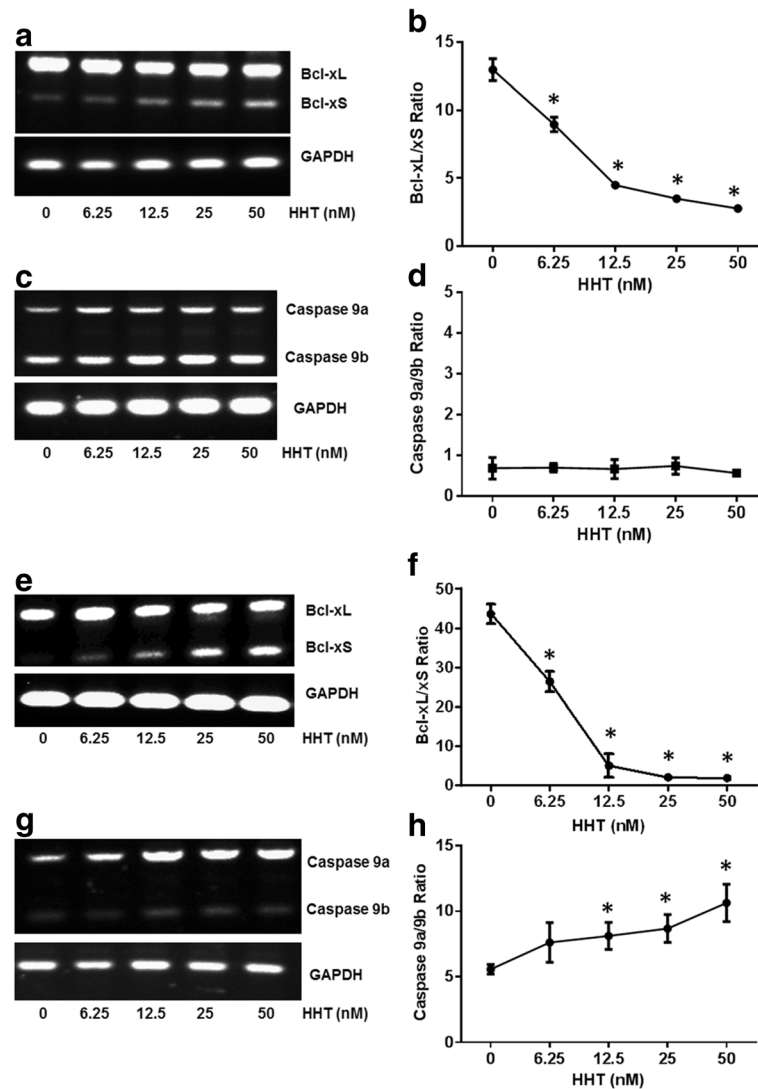 a
Bcl-xL
Bcl-xS
GAPDH
0 6.25 12.5 25 50 HHT (nM)
b
Bcl-xL/xS Ratio
15
10
5
0
* * * *
0 6.25 12.5 25 50
HHT (nM)
c
Caspase 9a
Caspase 9b
GAPDH
0 6.25 12.5 25 50 HHT (nM)
d
Caspase 9a/9b Ratio
5
4
3
2
1
0
0 6.25 12.5 25 50
HHT (nM)
e
Bcl-xL
Bcl-xS
GAPDH
0 6.25 12.5 25 50 HHT (nM)
f
Bcl-xL/xS Ratio
50
40
30
20
10
0
* * * *
0 6.25 12.5 25 50
HHT (nM)
g
Caspase 9a
Caspase 9b
GAPDH
0 6.25 12.5 25 50 HHT (nM)
h
Caspase 9a/9b Ratio
15
10
5
0
* * *
0 6.25 12.5 25 50
HHT (nM)